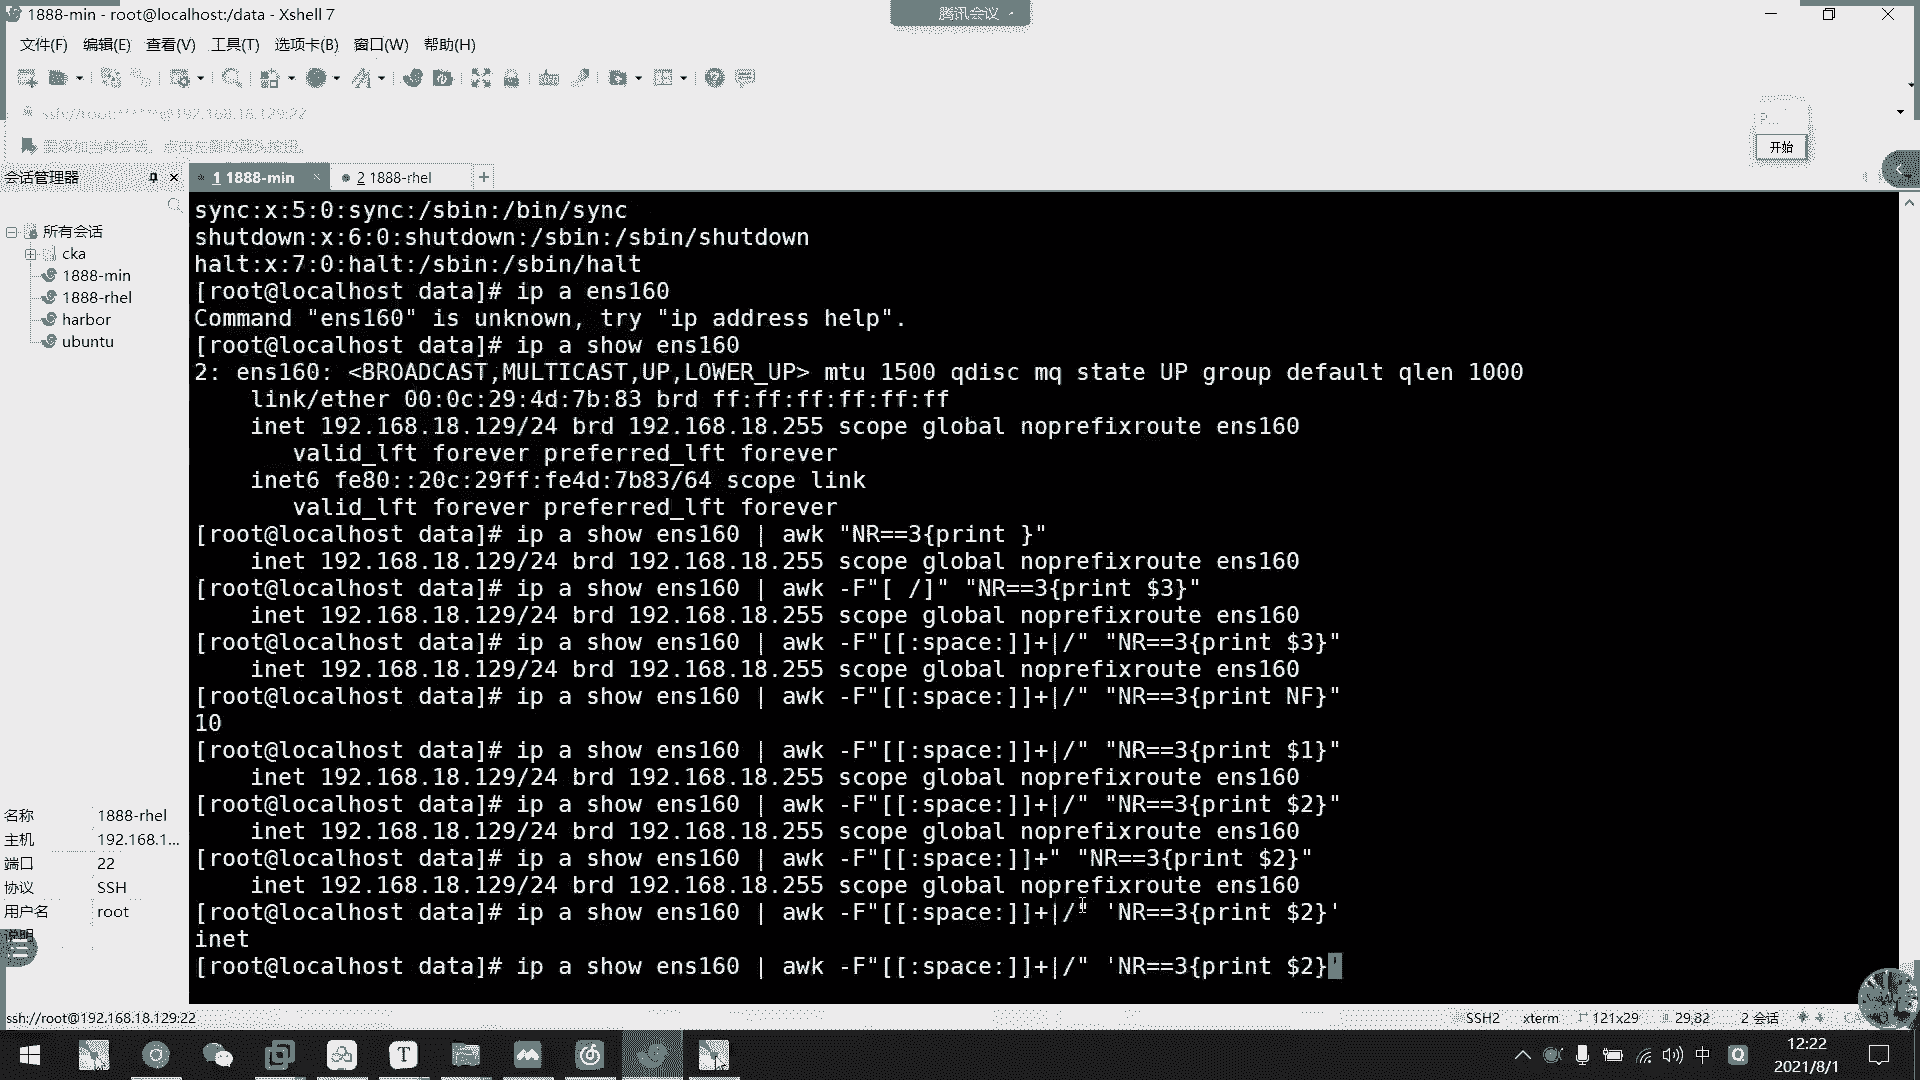 1888-min - root@localhost:/data - Xshell 7
腾讯会议
文件(F) 编辑(E) 查看(V) 工具(T) 选项卡(B) 窗口(W) 帮助(H)
ssh://root:*****@192.168.18.129:22
要添加当前会话，点击左侧的箭头按钮。
P...
开始
会话管理器
1 1888-min
2 1888-rhel
所有会话
cka
1888-min
1888-rhel
harbor
ubuntu
名称 1888-rhel
主机 192.168.1...
端口 22
协议 SSH
用户名 root
说明
sync:x:5:0:sync:/sbin:/bin/sync
shutdown:x:6:0:shutdown:/sbin:/sbin/shutdown
halt:x:7:0:halt:/sbin:/sbin/halt
[root@localhost data]# ip a ens160
Command "ens160" is unknown, try "ip address help".
[root@localhost data]# ip a show ens160
2: ens160: <BROADCAST,MULTICAST,UP,LOWER_UP> mtu 1500 qdisc mq state UP group default qlen 1000
    link/ether 00:0c:29:4d:7b:83 brd ff:ff:ff:ff:ff:ff
    inet 192.168.18.129/24 brd 192.168.18.255 scope global noprefixroute ens160
       valid_lft forever preferred_lft forever
    inet6 fe80::20c:29ff:fe4d:7b83/64 scope link
       valid_lft forever preferred_lft forever
[root@localhost data]# ip a show ens160 | awk "NR==3{print }"
    inet 192.168.18.129/24 brd 192.168.18.255 scope global noprefixroute ens160
[root@localhost data]# ip a show ens160 | awk -F"[ /]" "NR==3{print $3}"
    inet 192.168.18.129/24 brd 192.168.18.255 scope global noprefixroute ens160
[root@localhost data]# ip a show ens160 | awk -F"[[:space:]]+|/" "NR==3{print $3}"
    inet 192.168.18.129/24 brd 192.168.18.255 scope global noprefixroute ens160
[root@localhost data]# ip a show ens160 | awk -F"[[:space:]]+|/" "NR==3{print NF}"
10
[root@localhost data]# ip a show ens160 | awk -F"[[:space:]]+|/" "NR==3{print $1}"
    inet 192.168.18.129/24 brd 192.168.18.255 scope global noprefixroute ens160
[root@localhost data]# ip a show ens160 | awk -F"[[:space:]]+|/" "NR==3{print $2}"
    inet 192.168.18.129/24 brd 192.168.18.255 scope global noprefixroute ens160
[root@localhost data]# ip a show ens160 | awk -F"[[:space:]]+" "NR==3{print $2}"
    inet 192.168.18.129/24 brd 192.168.18.255 scope global noprefixroute ens160
[root@localhost data]# ip a show ens160 | awk -F"[[:space:]]+|/" 'NR==3{print $2}'
inet
[root@localhost data]# ip a show ens160 | awk -F"[[:space:]]+|/" 'NR==3{print $2}'
ssh://root@192.168.18.129:22
SSH2 xterm 121x29 29,82 2 会话
中
12:22
2021/8/1